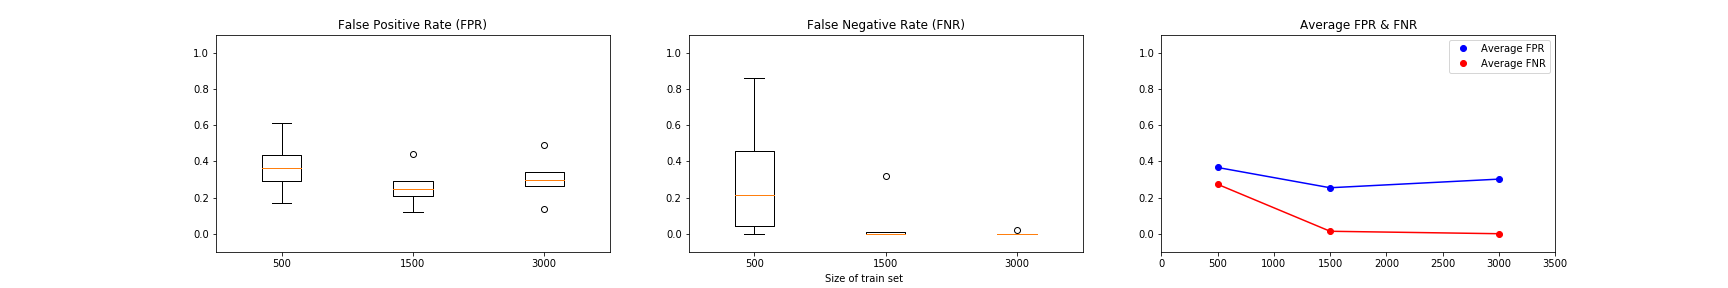 False Positive Rate (FPR)
1.0
0.8
0.6
0.4
0.2
0.0
500 1500 3000
False Negative Rate (FNR)
1.0
0.8
0.6
0.4
0.2
0.0
500 1500 3000
Size of train set
Average FPR & FNR
Average FPR
Average FNR
1.0
0.8
0.6
0.4
0.2
0.0
0 500 1000 1500 2000 2500 3000 3500